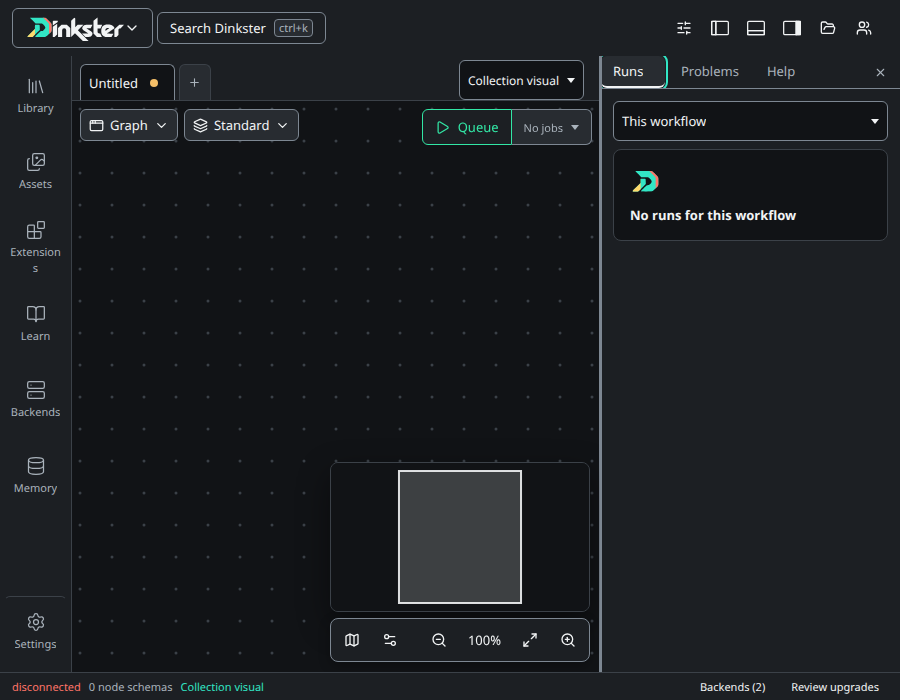 Dinkster
Search Dinkster ctrl+k
Untitled
+
Collection visual
Runs
Problems
Help
Library
Assets
Extension
s
Learn
Backends
Memory
Settings
Graph
Standard
Queue
No jobs
This workflow
No runs for this workflow
100%
disconnected
0 node schemas
Collection visual
Backends (2)
Review upgrades